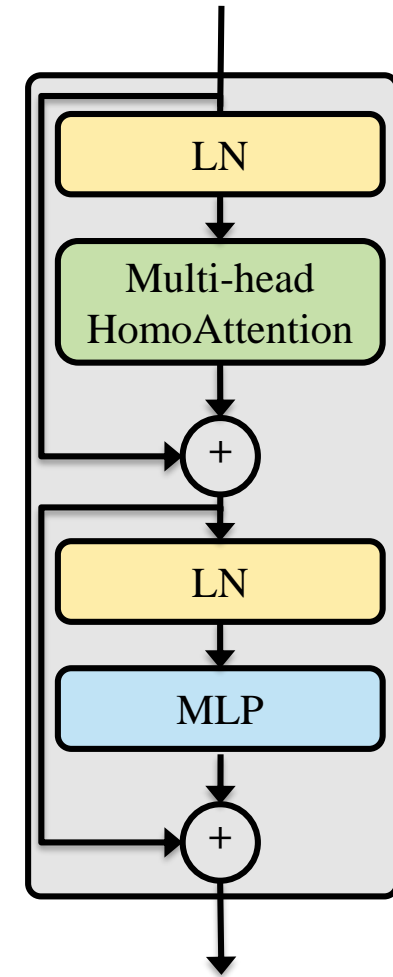 LN
Multi-head
HomoAttention
+
LN
MLP
+